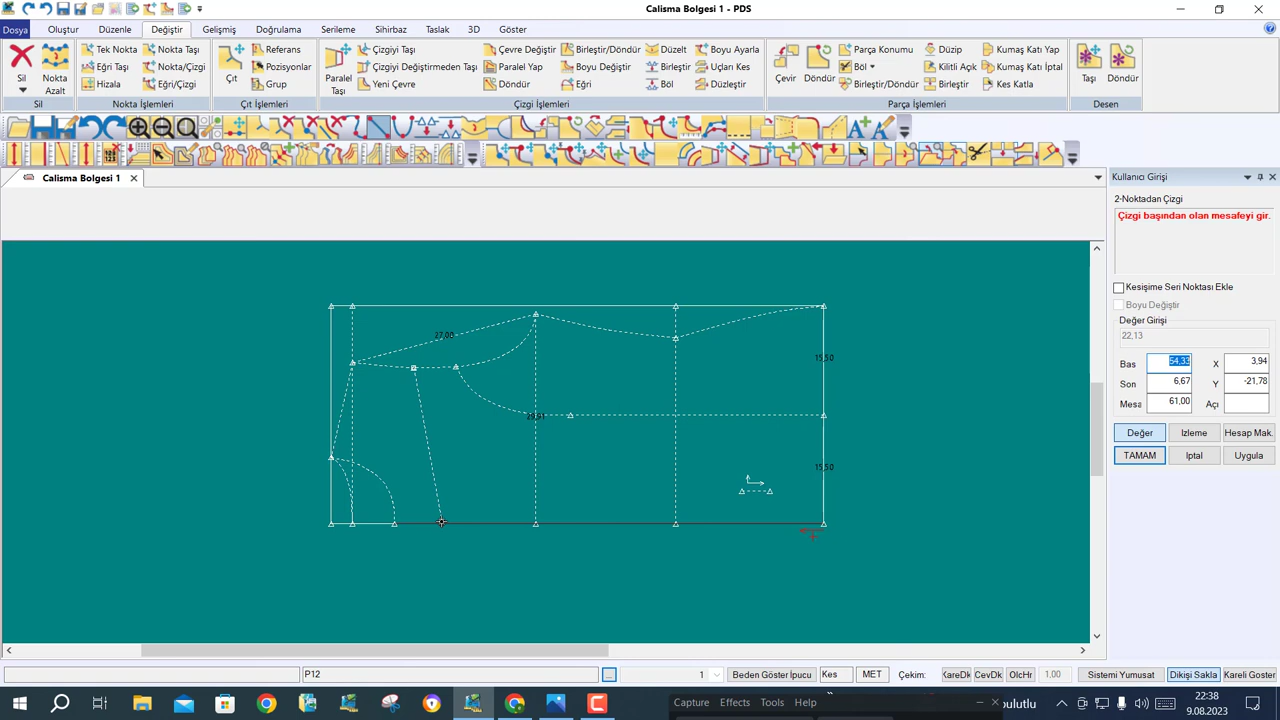 Calisma Bolgesi 1 - PDS
Dosya Oluştur Düzenle Değiştir Gelişmiş Doğrulama Sihirbaz Serileme Taslak 3D Göster
Sil
Nokta Azalt
Tek Nokta
Nokta Taşı
Eğri Taşı
Nokta/Çizgi
Hizala
Eğri/Çizgi
Çıt
Referans
Pozisyonlar
Grup
Paralel Taşı
Çizgiyi Taşı
Çizgiyi Değiştirmeden Taşı
Yeni Çevre
Çevre Değiştir
Paralel Yap
Döndür
Birleştir/Döndür
Boyu Değiştir
Eğri
Düzelt
Birleştir
Böl
Boyu Ayarl
Uçları Kes
Düzleştir
Çevir
Döndür
Parça Konumu
Böl
Birleştir/Döndür
Düzip
Kilitli Açık
Birleştir
Kumaş Katı Yap
Kumaş Katı İptal
Kes Katla
Taşı
Döndür
Sil Nokta İşlemleri Çıt İşlemleri Çizgi İşlemleri Parça İşlemleri Desen
Calisma Bolgesi 1
Kullanıcı Girişi
2-Noktadan Çizgi
Çizgi başından olan mesafeyi gir.
Kesişime Seri Noktası Ekle
Boyu Değiştir
Değer Girişi
22,13
Bas 54,33 X 3,94
Son 6,67 Y -21,78
Mesa 61,00 Açı
Değer Izleme Hesap Mak.
TAMAM Iptal Uygula
27,00
15,50
15,50
P12
1
Beden Göster İpucu
Kes
MET
Çekim:
KareDk
CevDk
OlcHr
1.00
Sistemi Yumusat
Dikişi Sakla
Kareli Goster
Capture Effects Tools Help
bulutlu
22:38
9.08.2023